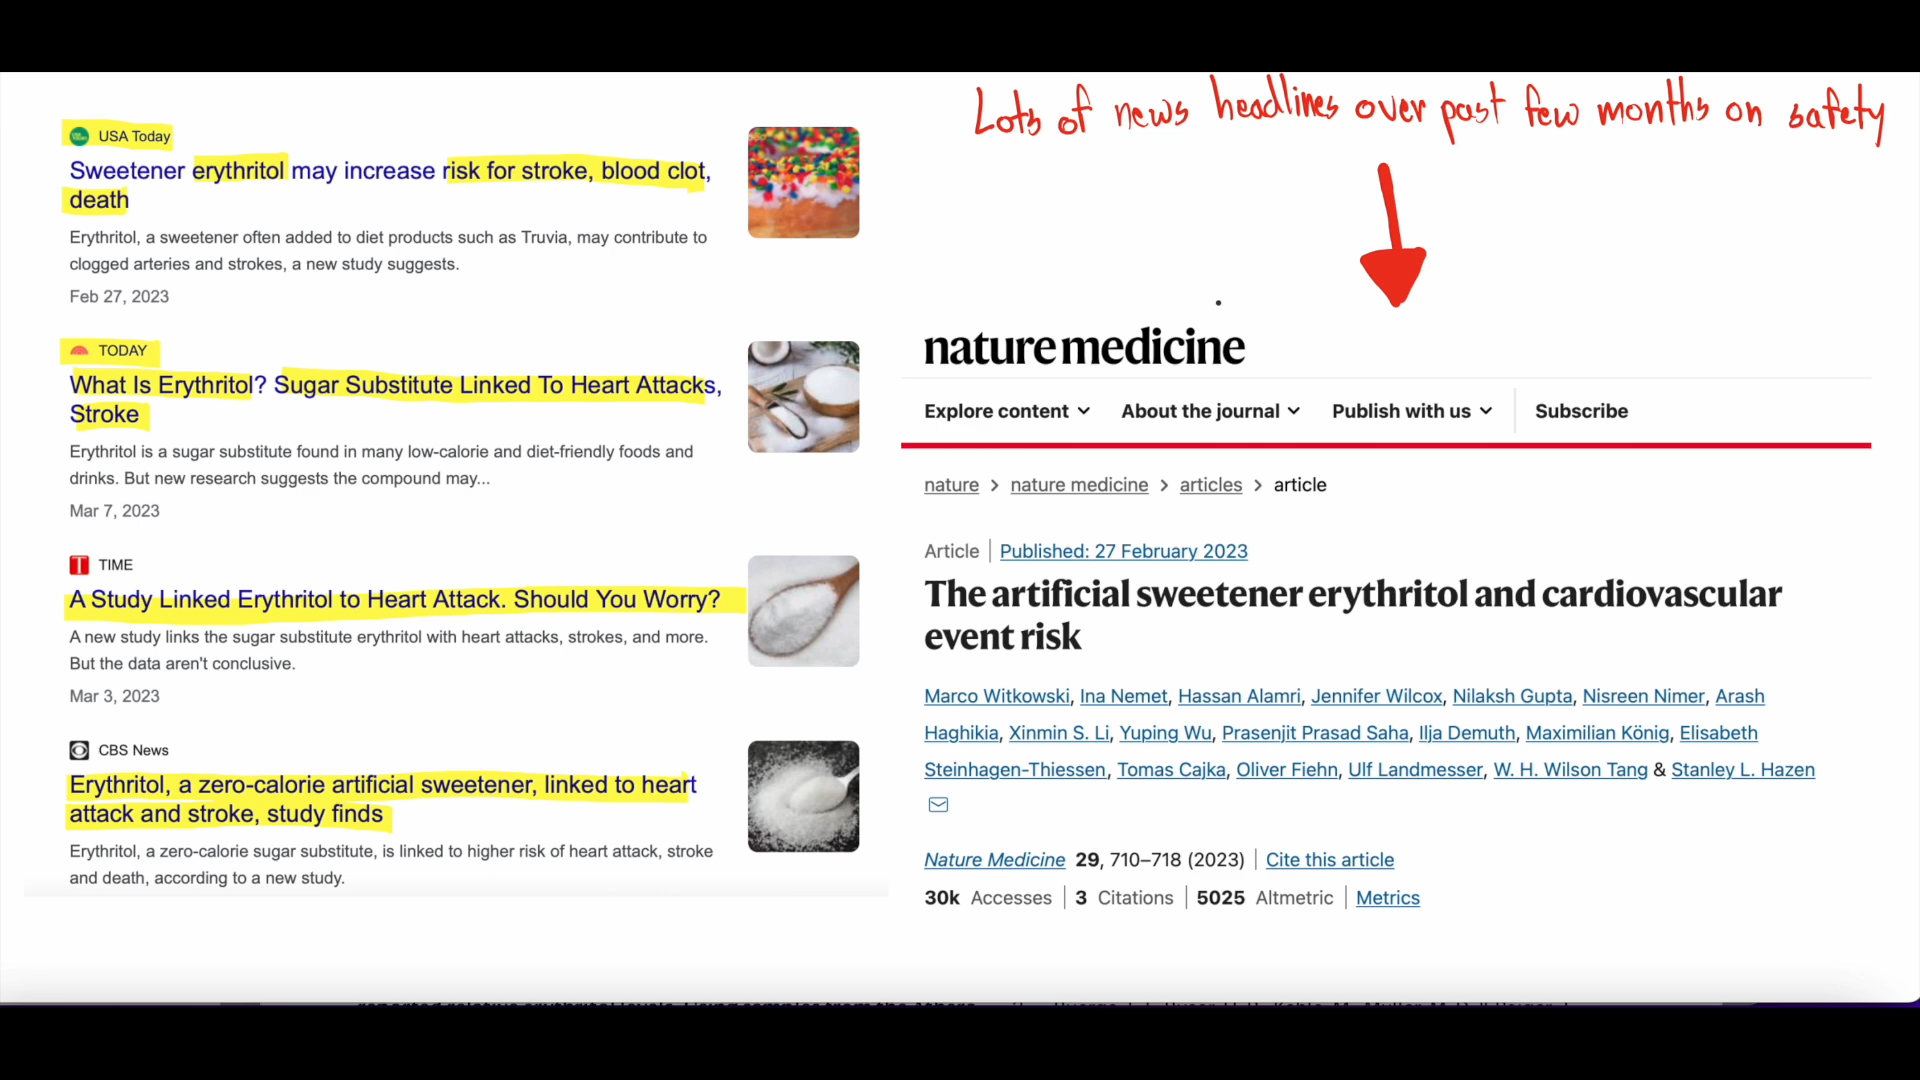 Lots of news headlines over past few months on safety
USA Today
Sweetener erythritol may increase risk for stroke, blood clot,
death
Erythritol, a sweetener often added to diet products such as Truvia, may contribute to
clogged arteries and strokes, a new study suggests.
Feb 27, 2023
TODAY
What Is Erythritol? Sugar Substitute Linked To Heart Attacks,
Stroke
Erythritol is a sugar substitute found in many low-calorie and diet-friendly foods and
drinks. But new research suggests the compound may...
Mar 7, 2023
TIME
A Study Linked Erythritol to Heart Attack. Should You Worry?
A new study links the sugar substitute erythritol with heart attacks, strokes, and more.
But the data aren't conclusive.
Mar 3, 2023
CBS News
Erythritol, a zero-calorie artificial sweetener, linked to heart
attack and stroke, study finds
Erythritol, a zero-calorie sugar substitute, is linked to higher risk of heart attack, stroke
and death, according to a new study.
nature medicine
Explore content About the journal Publish with us Subscribe
nature > nature medicine > articles > article
Article | Published: 27 February 2023
The artificial sweetener erythritol and cardiovascular
event risk
Marco Witkowski, Ina Nemet, Hassan Alamri, Jennifer Wilcox, Nilaksh Gupta, Nisreen Nimer, Arash
Haghikia, Xinmin S. Li, Yuping Wu, Prasenjit Prasad Saha, Ilja Demuth, Maximilian König, Elisabeth
Steinhagen-Thiessen, Tomas Cajka, Oliver Fiehn, Ulf Landmesser, W. H. Wilson Tang & Stanley L. Hazen
Nature Medicine 29, 710–718 (2023) | Cite this article
30k Accesses | 3 Citations | 5025 Altmetric | Metrics